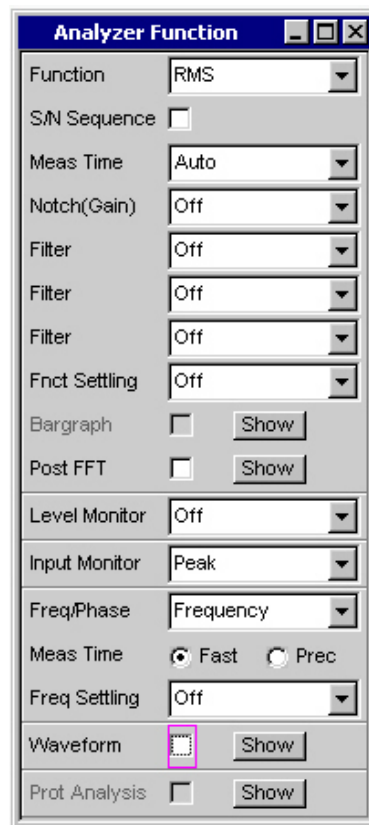 Analyzer Function
Function RMS
S/N Sequence
Meas Time Auto
Notch(Gain) Off
Filter Off
Filter Off
Filter Off
Fnct Settling Off
Bargraph Show
Post FFT Show
Level Monitor Off
Input Monitor Peak
Freq/Phase Frequency
Meas Time Fast Prec
Freq Settling Off
Waveform Show
Prot Analysis Show